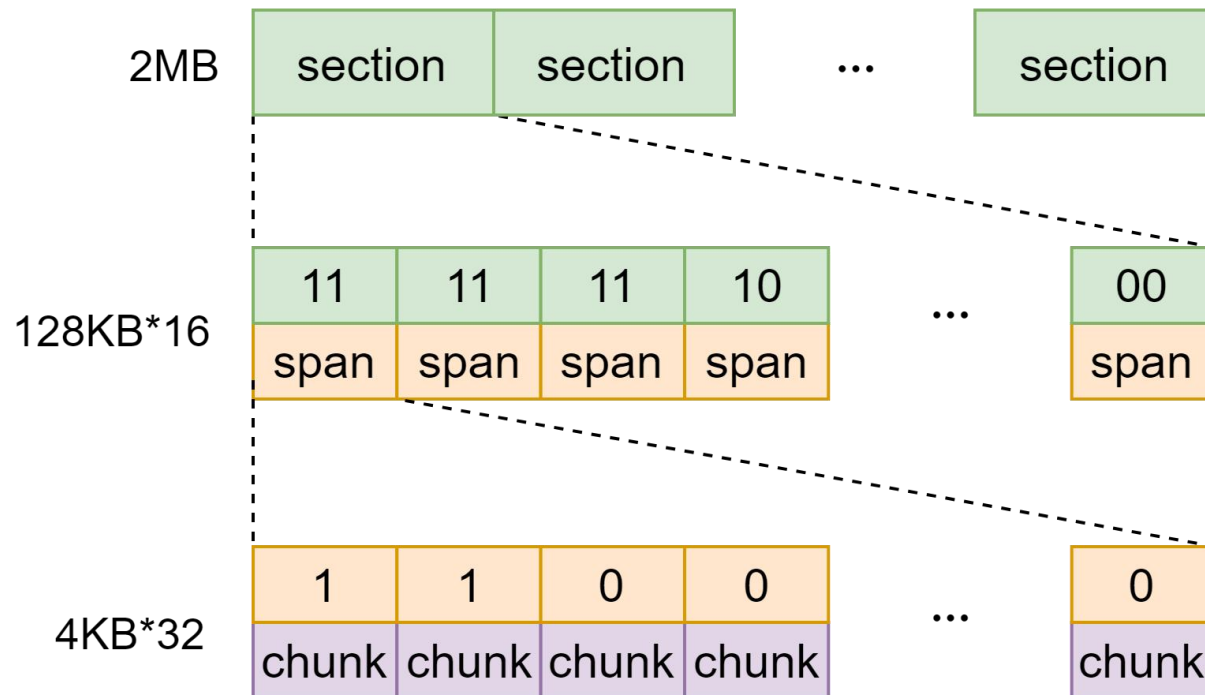 2MB section section ... section
11 11 11 10 ... 00
128KB*16
span span span span span
1 1 0 0 ... 0
4KB*32
chunk chunk chunk chunk chunk